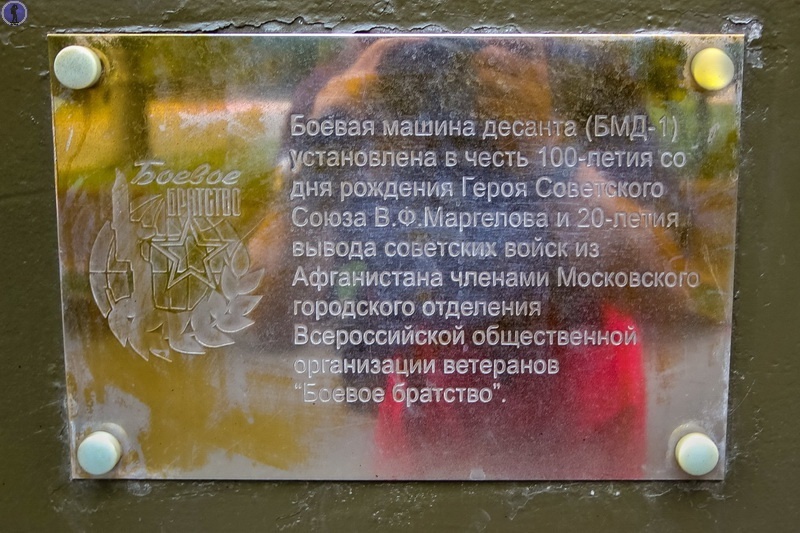 Боевое
БРАТСТВО
Боевая машина десанта (БМД-1)
установлена в честь 100-летия со
дня рождения Героя Советского
Союза В.Ф.Маргелова и 20-летия
вывода советских войск из
Афганистана членами Московского
городского отделения
Всероссийской общественной
организации ветеранов
“Боевое братство”.